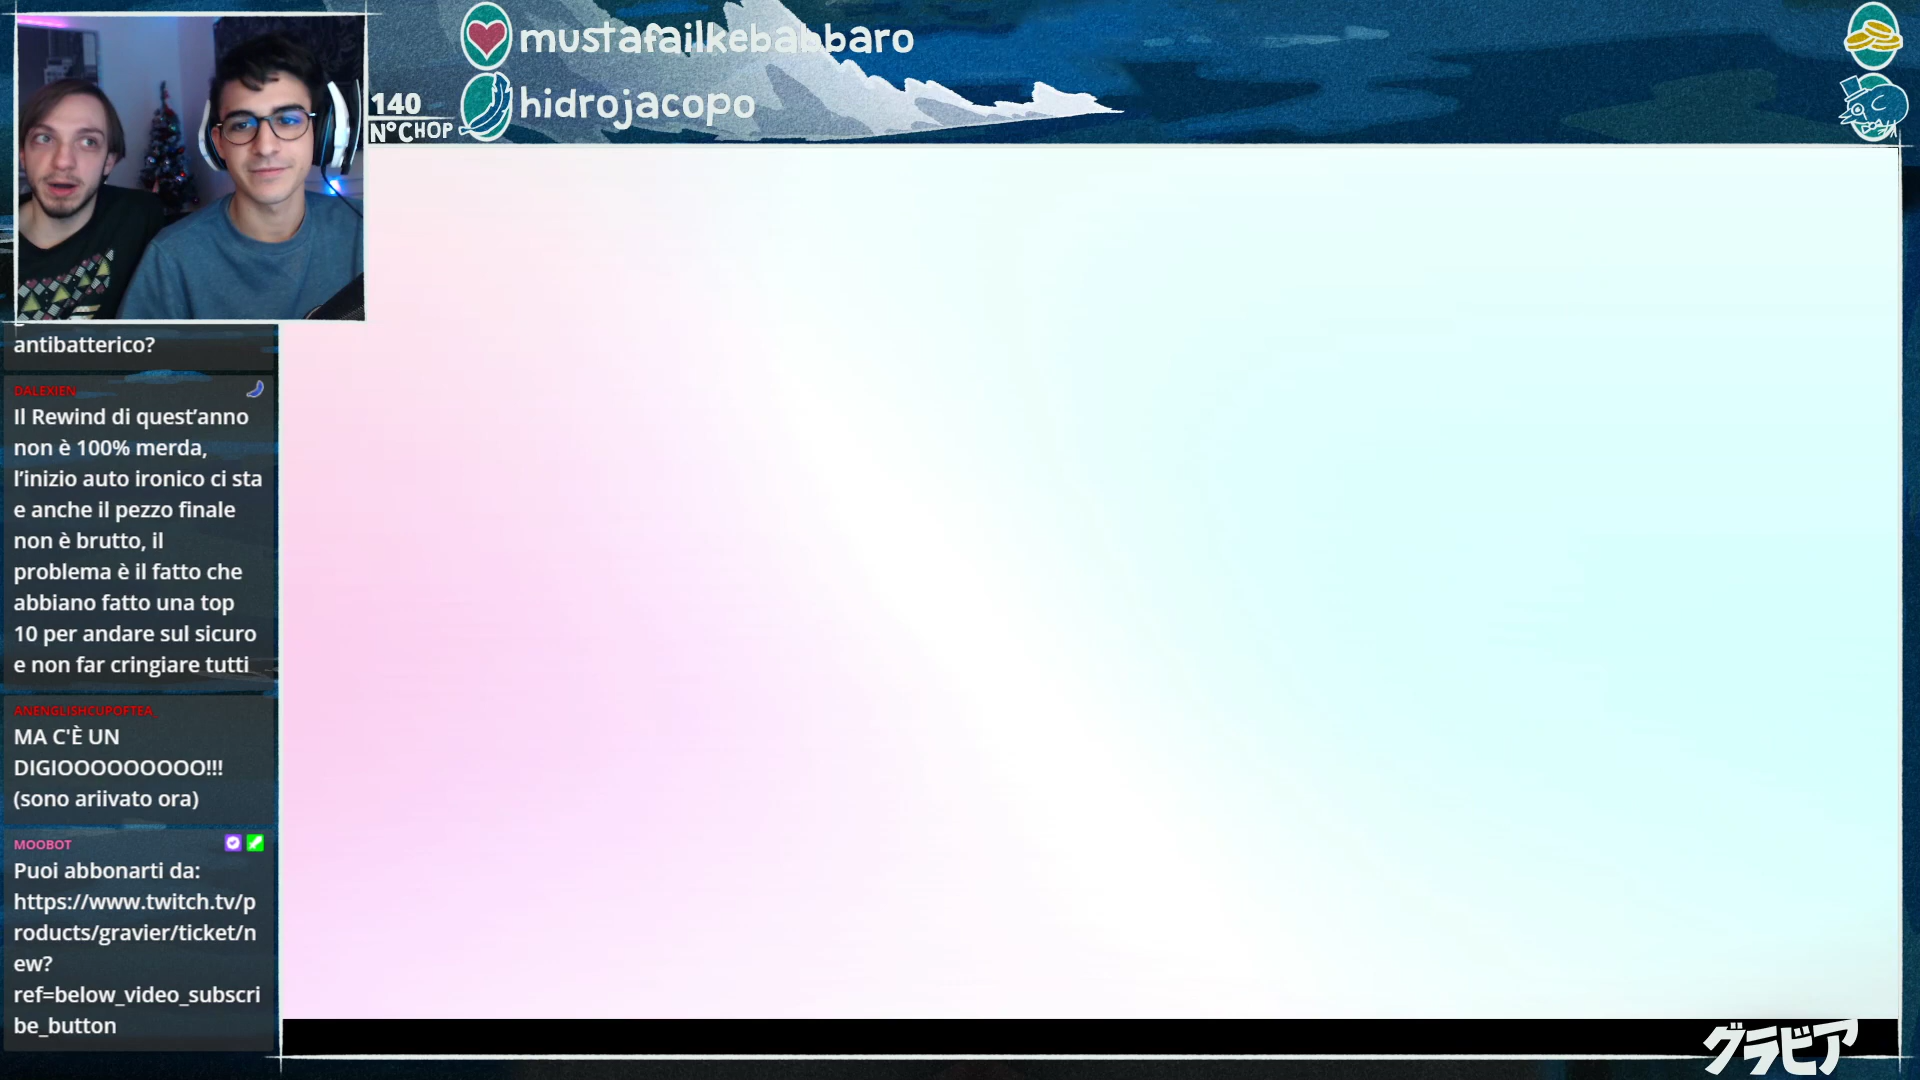 mustafailkebabbaro
hidrojacopo
140
N°CHOP
antibatterico?
DALEXIEN
Il Rewind di quest’anno
non è 100% merda,
l’inizio auto ironico ci sta
e anche il pezzo finale
non è brutto, il
problema è il fatto che
abbiano fatto una top
10 per andare sul sicuro
e non far cringiare tutti
ANENGLISHCUPOFTEA_
MA C'È UN
DIGIOOOOOOOOO!!!
(sono ariivato ora)
MOOBOT
Puoi abbonarti da:
https://www.twitch.tv/p
roducts/gravier/ticket/n
ew?
ref=below_video_subscri
be_button
グラビア